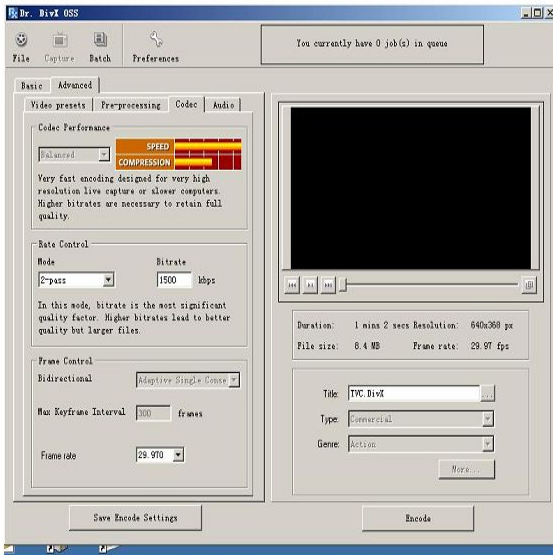 Dr. DivX OSS
File Capture Batch Preferences
You currently have 0 job(s) in queue
Basic Advanced
Video presets Pre-processing Codec Audio
Codec Performance
Balanced
SPEED
COMPRESSION
Very fast encoding designed for very high
resolution live capture or slower computers.
Higher bitrates are necessary to retain full
quality.
Rate Control
Mode Bitrate
2-pass 1500 kbps
In this mode, bitrate is the most significant
quality factor. Higher bitrates lead to better
quality but larger files.
Frame Control
Bidirectional Adaptive Single Conse
Max Keyframe Interval 300 frames
Frame rate 29.970
Save Encode Settings
Duration: 1 mins 2 secs Resolution: 640x368 px
File size: 8.4 MB Frame rate: 29.97 fps
Title: TVC.DivX ...
Type: Commercial
Genre: Action
More...
Encode